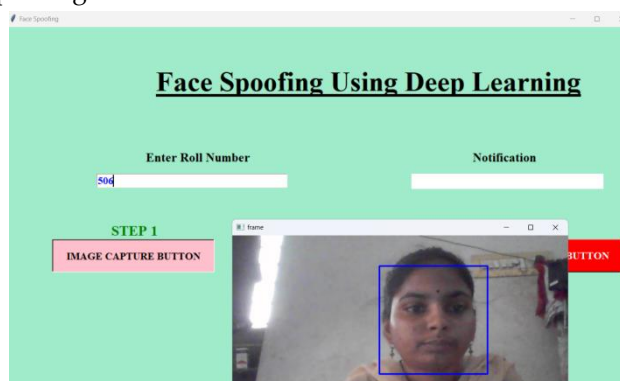 Face Spoofing
Face Spoofing Using Deep Learning
Enter Roll Number
Notification
506
STEP 1
frame
IMAGE CAPTURE BUTTON
BUTTON